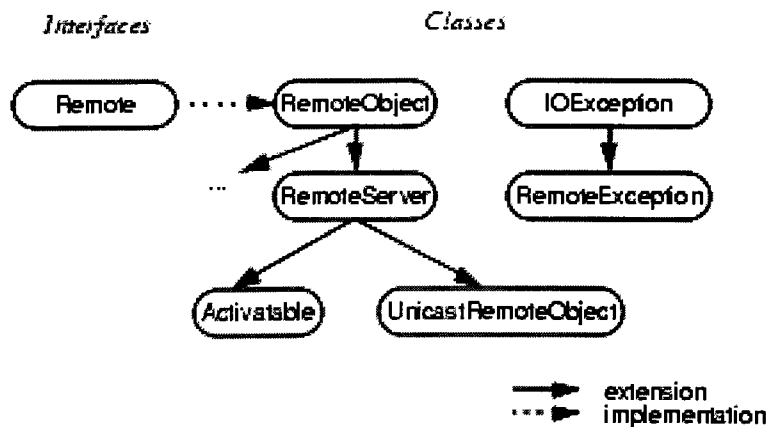 Interfaces Classes
Remote RemoteObject IOException
...
RemoteServer RemoteException
Activatable UnicastRemoteObject
extension
implementation